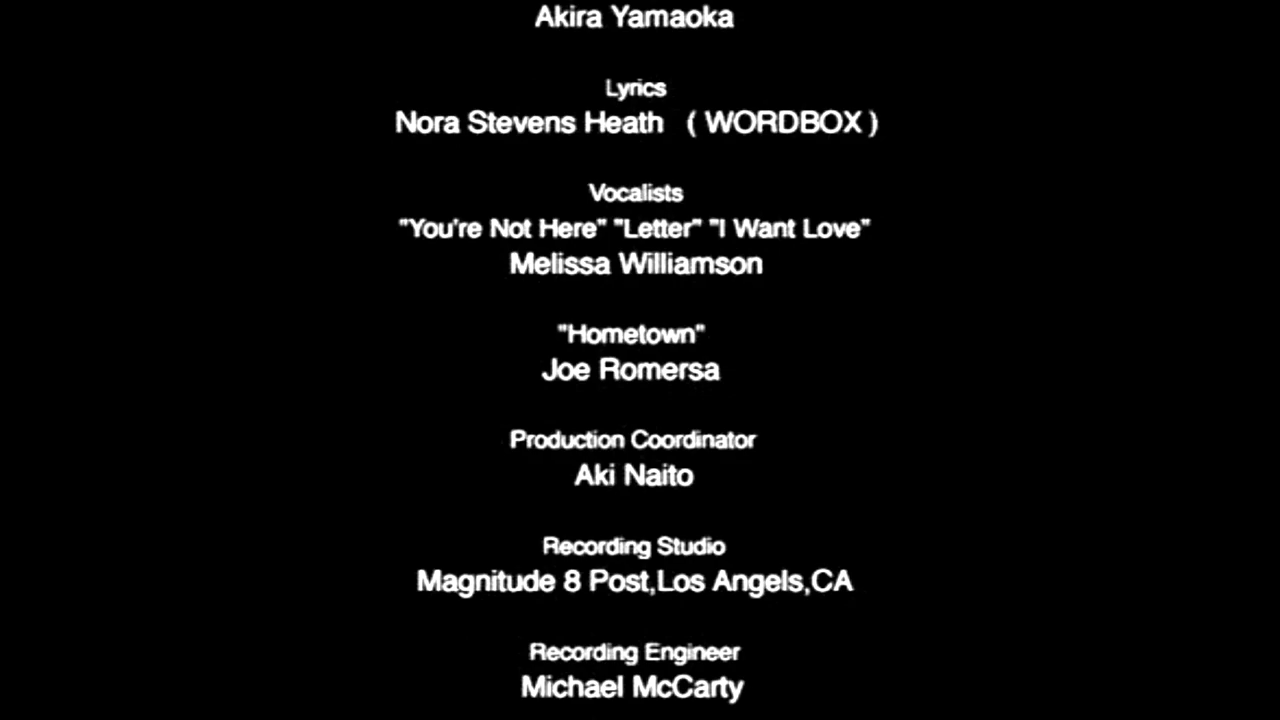 Akira Yamaoka
Lyrics
Nora Stevens Heath ( WORDBOX )
Vocalists
"You're Not Here" "Letter" "I Want Love"
Melissa Williamson
"Hometown"
Joe Romersa
Production Coordinator
Aki Naito
Recording Studio
Magnitude 8 Post,Los Angels,CA
Recording Engineer
Michael McCarty